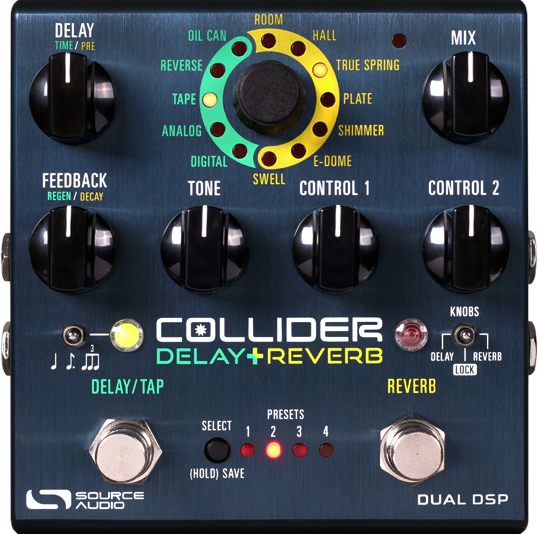 DELAY
TIME / PRE
OIL CAN
ROOM
HALL
REVERSE
TRUE SPRING
TAPE
PLATE
ANALOG
SHIMMER
DIGITAL
E-DOME
SWELL
MIX
FEEDBACK
REGEN / DECAY
TONE
CONTROL 1
CONTROL 2
COLLIDER
DELAY+REVERB
3
KNOBS
DELAY
REVERB
LOCK
DELAY/TAP
REVERB
SELECT
(HOLD) SAVE
PRESETS
1 2 3 4
SOURCE
AUDIO
DUAL DSP